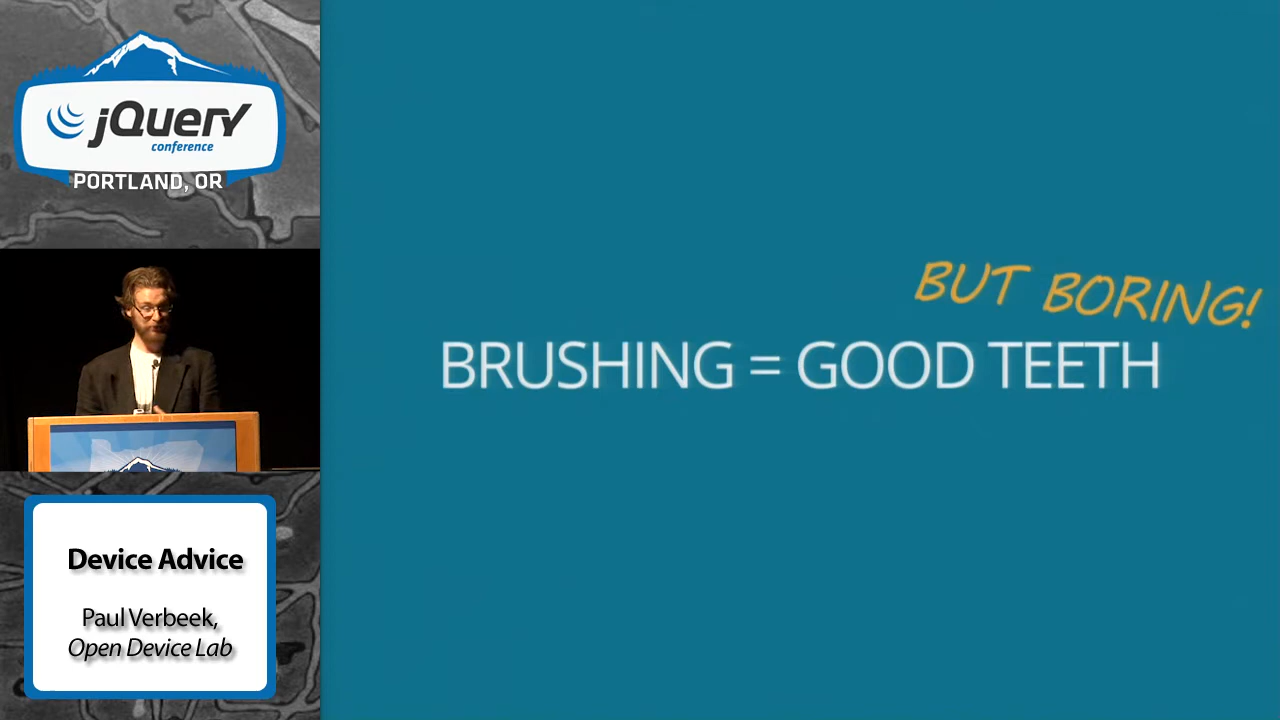 jQuery
conference
PORTLAND, OR
BUT BORING!
BRUSHING = GOOD TEETH
Device Advice
Paul Verbeek,
Open Device Lab